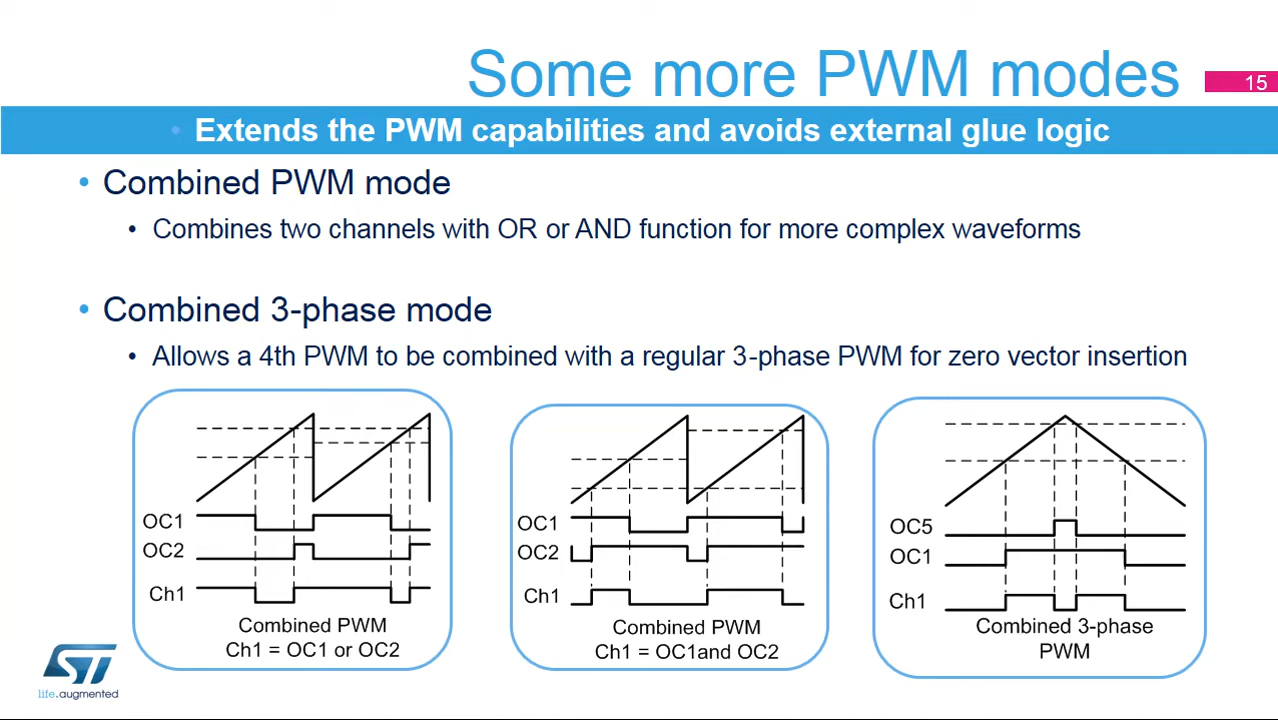 Some more PWM modes
15
• Extends the PWM capabilities and avoids external glue logic
• Combined PWM mode
• Combines two channels with OR or AND function for more complex waveforms
• Combined 3-phase mode
• Allows a 4th PWM to be combined with a regular 3-phase PWM for zero vector insertion
OC1
OC2
Ch1
Combined PWM
Ch1 = OC1 or OC2
OC1
OC2
Ch1
Combined PWM
Ch1 = OC1and OC2
OC5
OC1
Ch1
Combined 3-phase
PWM
ST
life.augmented